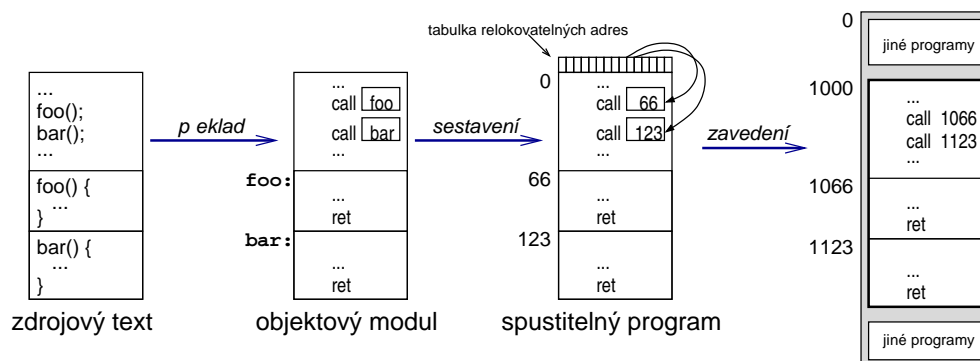 tabulka relokovatelných adres
...
foo();
bar();
...
foo() {
...
}
bar() {
...
}
zdrojový text
p eklad
...
call foo
call bar
...
foo:
...
ret
bar:
...
ret
objektový modul
sestavení
0
...
call 66
call 123
...
66
...
ret
123
...
ret
spustitelný program
zavedení
0
jiné programy
1000
...
call 1066
call 1123
...
1066
...
ret
1123
...
ret
jiné programy